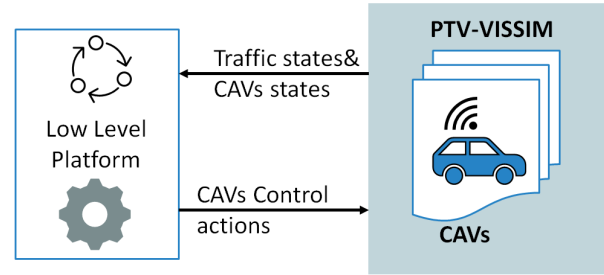 PTV-VISSIM
Traffic states&
CAVs states
Low Level
Platform
CAVs Control
actions
CAVs